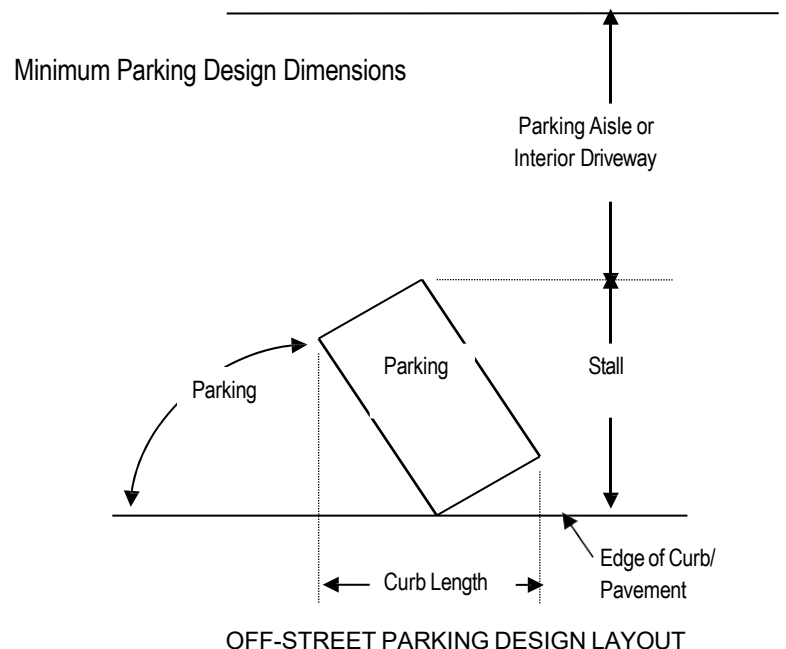 Minimum Parking Design Dimensions
Parking Aisle or
Interior Driveway
Parking
Parking
Stall
Curb Length
Edge of Curb/
Pavement
OFF-STREET PARKING DESIGN LAYOUT